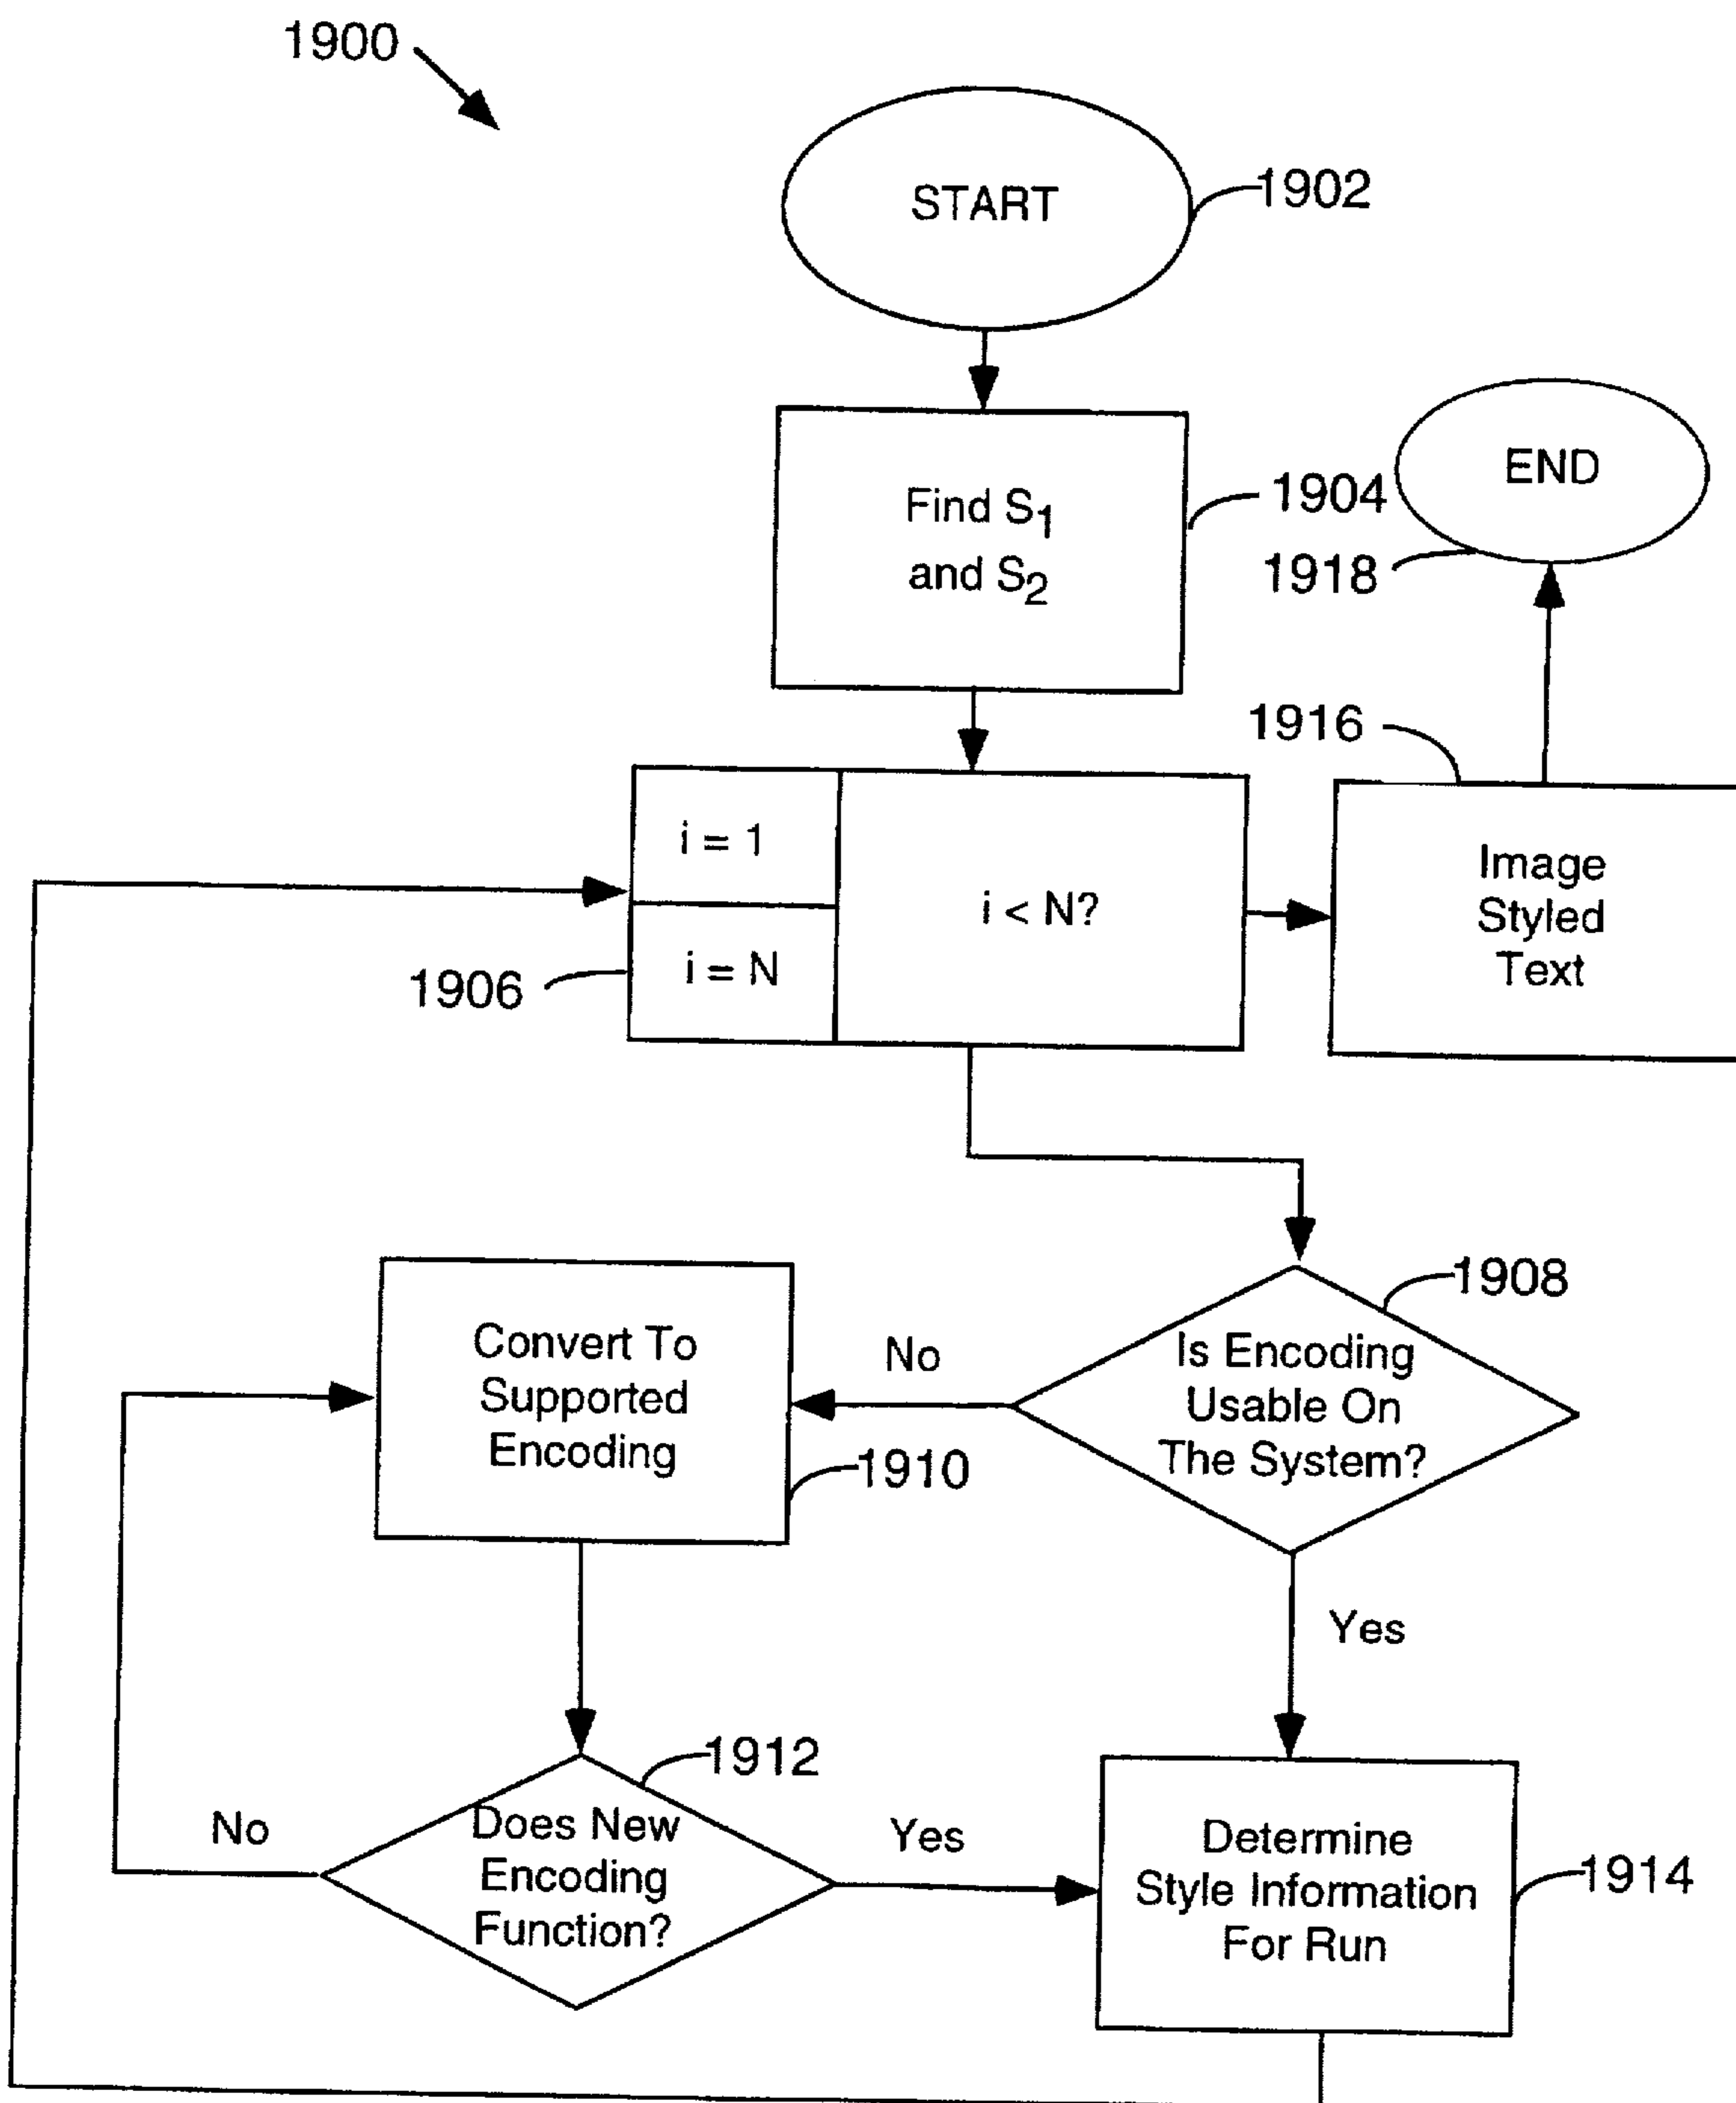 1900
START
1902
Find S1
and S2
1904
END
1918
1916
i = 1
i < N?
i = N
1906
Image
Styled
Text
1908
Is Encoding
Usable On
The System?
No
Convert To
Supported
Encoding
1910
Yes
1912
Does New
Encoding
Function?
No
Yes
Determine
Style Information
For Run
1914